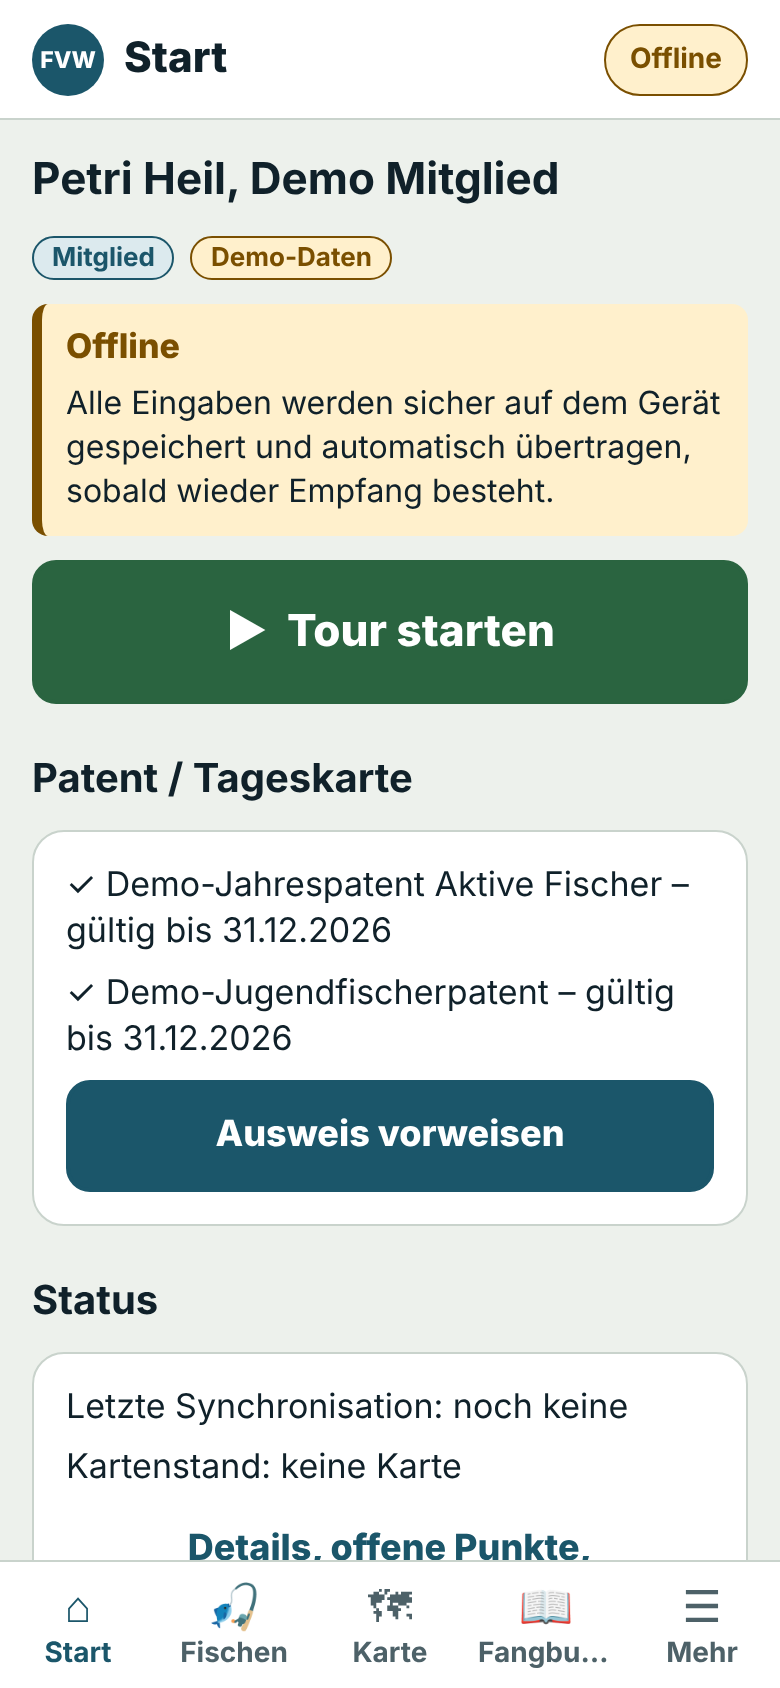 FVW Start Offline
Petri Heil, Demo Mitglied
Mitglied Demo-Daten
Offline
Alle Eingaben werden sicher auf dem Gerät
gespeichert und automatisch übertragen,
sobald wieder Empfang besteht.
▶ Tour starten
Patent / Tageskarte
✓ Demo-Jahrespatent Aktive Fischer –
gültig bis 31.12.2026
✓ Demo-Jugendfischerpatent – gültig
bis 31.12.2026
Ausweis vorweisen
Status
Letzte Synchronisation: noch keine
Kartenstand: keine Karte
Details, offene Punkte,
Start Fischen Karte Fangbu... Mehr